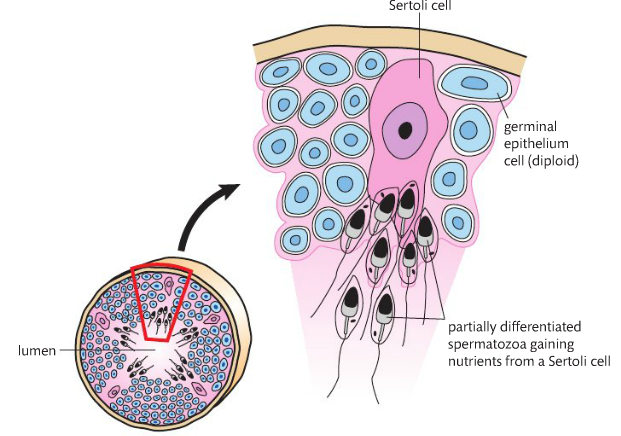 Sertoli cell
germinal
epithelium
cell (diploid)
lumen
partially differentiated
spermatozoa gaining
nutrients from a Sertoli cell